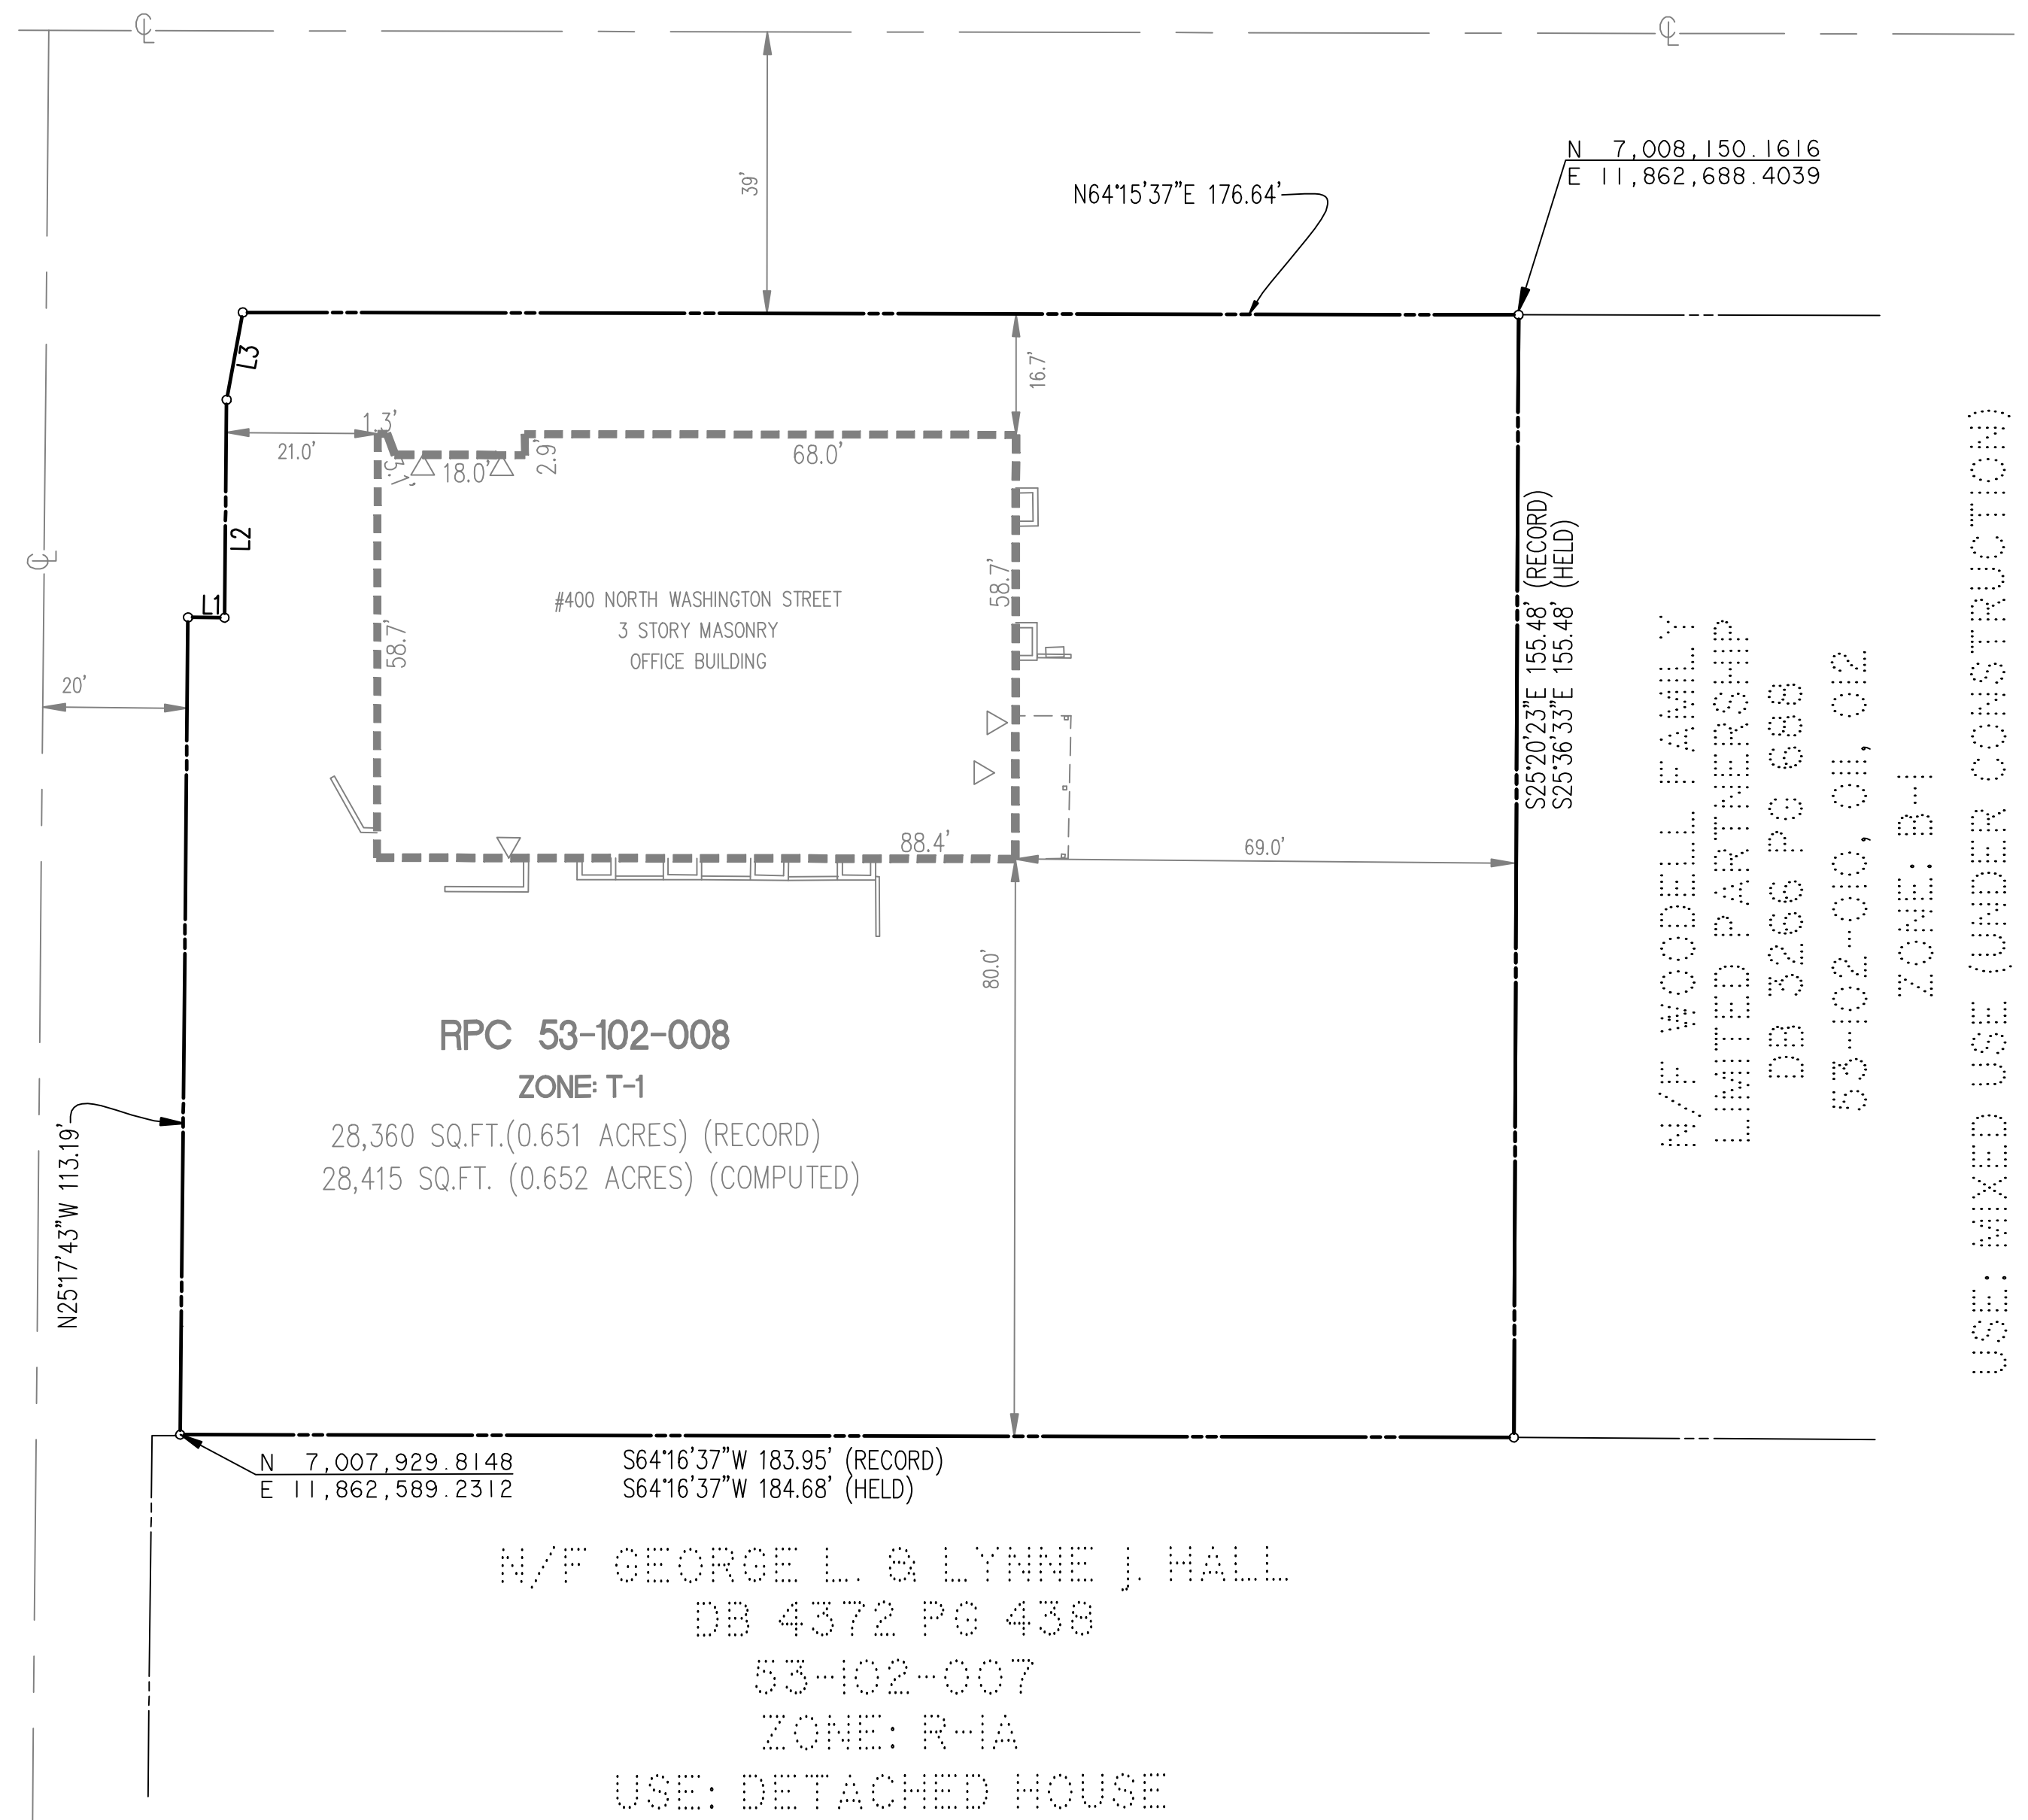 ℄
℄
N 7,008,150.1616
E 11,862,688.4039
39'
N64°15'37"E 176.64'
L3
16.7'
1.3'
21.0'
68.0'
18.0'
2.9'
L2
℄
S25°20'23"E 155.48' (RECORD)
S25°36'33"E 155.48' (HELD)
#400 NORTH WASHINGTON STREET
3 STORY MASONRY
OFFICE BUILDING
58.7'
58.7'
L1
20'
88.4'
69.0'
80.0'
N/F WODELL FAMILY
LIMITED PARTNERSHIP
DB 3266 PG 688
53-102-010, 011, 012
ZONE: B-1
USE: MIXED USE (UNDER CONSTRUCTION)
RPC 53-102-008
ZONE: T-1
28,360 SQ.FT.(0.651 ACRES) (RECORD)
28,415 SQ.FT. (0.652 ACRES) (COMPUTED)
N25°17'43"W 113.19'
N 7,007,929.8148
E 11,862,589.2312
S64°16'37"W 183.95' (RECORD)
S64°16'37"W 184.68' (HELD)
N/F GEORGE L. & LYNNE J. HALL
DB 4372 PG 438
53-102-007
ZONE: R-1A
USE: DETACHED HOUSE